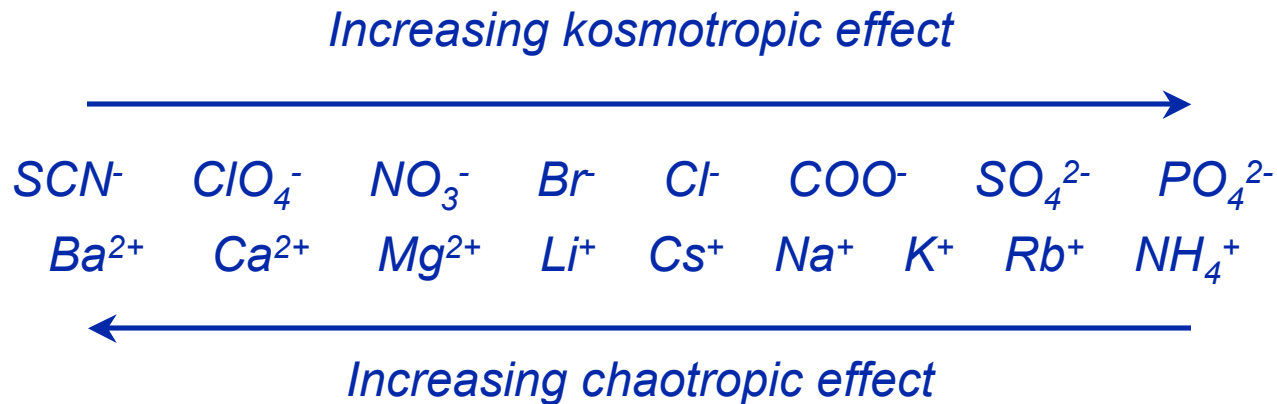 Increasing kosmotropic effect
SCN⁻ ClO₄⁻ NO₃⁻ Br⁻ Cl⁻ COO⁻ SO₄²⁻ PO₄²⁻
Ba²⁺ Ca²⁺ Mg²⁺ Li⁺ Cs⁺ Na⁺ K⁺ Rb⁺ NH₄⁺
Increasing chaotropic effect